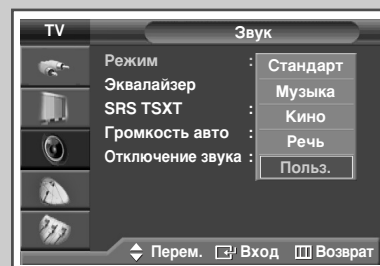 TV Звук
Режим : Стандарт
Эквалайзер Музыка
SRS TSXT : Кино
Громкость авто : Речь
Отключение звука : Польз.
Перем. Вход Возврат